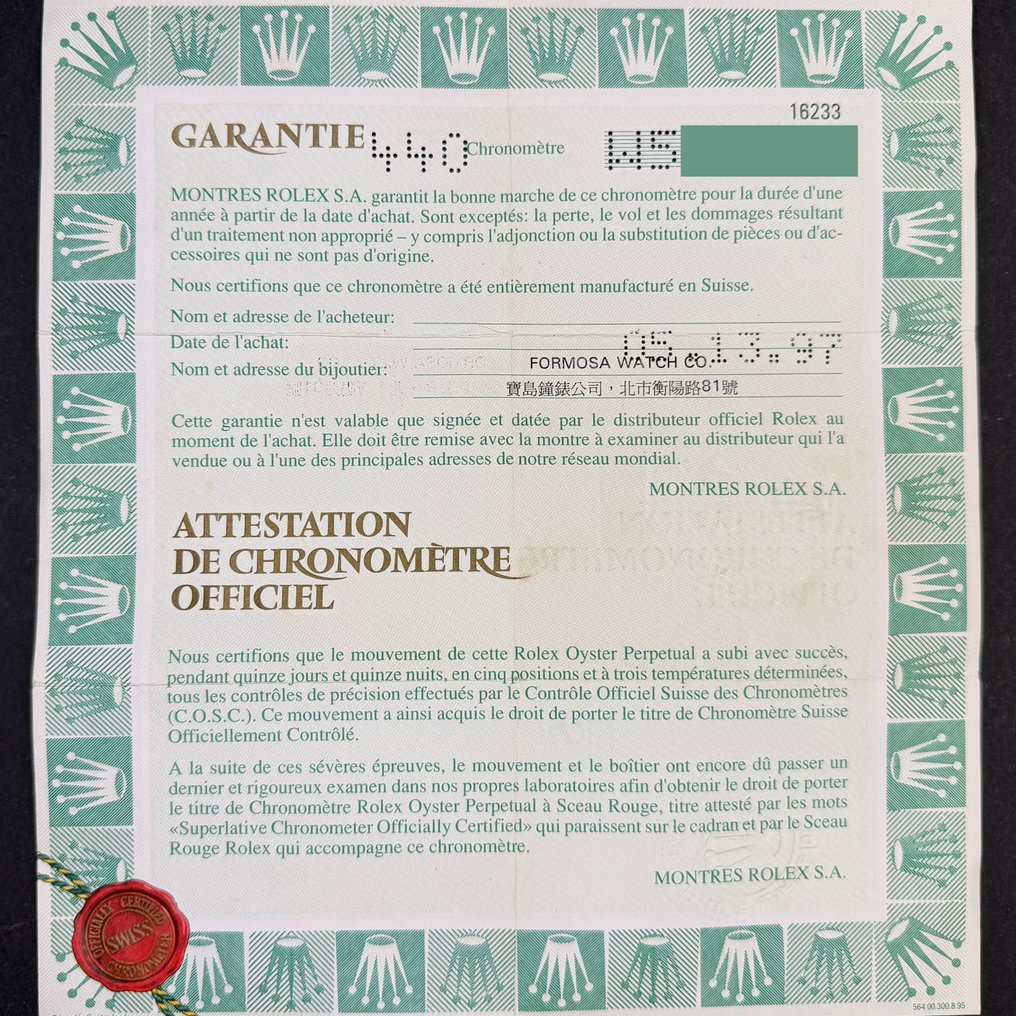 16233
GARANTIE 440 Chronomètre W5
MONTRES ROLEX S.A. garantit la bonne marche de ce chronomètre pour la durée d'une
année à partir de la date d'achat. Sont exceptés: la perte, le vol et les dommages résultant
d'un traitement non approprié – y compris l'adjonction ou la substitution de pièces ou d'ac-
cessoires qui ne sont pas d'origine.
Nous certifions que ce chronomètre a été entièrement manufacturé en Suisse.
Nom et adresse de l'acheteur:
Date de l'achat: 05.13.97
Nom et adresse du bijoutier: FORMOSA WATCH CO.
寶島鐘錶公司，北市衡陽路81號
Cette garantie n'est valable que signée et datée par le distributeur officiel Rolex au
moment de l'achat. Elle doit être remise avec la montre à examiner au distributeur qui l'a
vendue ou à l'une des principales adresses de notre réseau mondial.
MONTRES ROLEX S.A.
ATTESTATION
DE CHRONOMÈTRE
OFFICIEL
Nous certifions que le mouvement de cette Rolex Oyster Perpetual a subi avec succès,
pendant quinze jours et quinze nuits, en cinq positions et à trois températures déterminées,
tous les contrôles de précision effectués par le Contrôle Officiel Suisse des Chronomètres
(C.O.S.C.). Ce mouvement a ainsi acquis le droit de porter le titre de Chronomètre Suisse
Officiellement Contrôlé.
A la suite de ces sévères épreuves, le mouvement et le boîtier ont encore dû passer un
dernier et rigoureux examen dans nos propres laboratoires afin d'obtenir le droit de porter
le titre de Chronomètre Rolex Oyster Perpetual à Sceau Rouge, titre attesté par les mots
«Superlative Chronometer Officially Certified» qui paraissent sur le cadran et par le Sceau
Rouge Rolex qui accompagne ce chronomètre.
MONTRES ROLEX S.A.
OFFICIALLY CERTIFIED
SWISS
CHRONOMETER
564.00.300.8.95